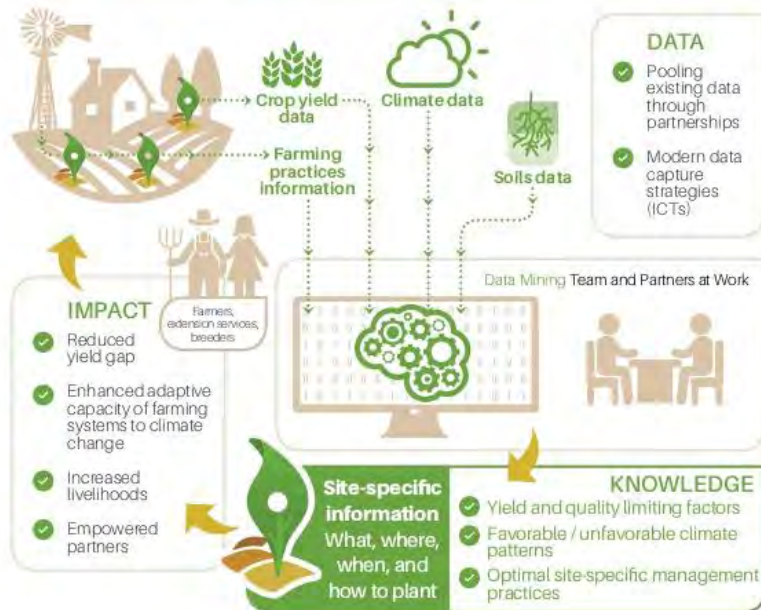 Crop yield
data
Climate data
Farming
practices
information
Soils data
DATA
Pooling
existing data
through
partnerships
Modern data
capture
strategies
(ICTs)
Farmers,
extension services,
breeders
Data Mining Team and Partners at Work
IMPACT
Reduced
yield gap
Enhanced adaptive
capacity of farming
systems to climate
change
Increased
livelihoods
Empowered
partners
Site-specific
information
What, where,
when, and
how to plant
KNOWLEDGE
Yield and quality limiting factors
Favorable / unfavorable climate
patterns
Optimal site-specific management
practices